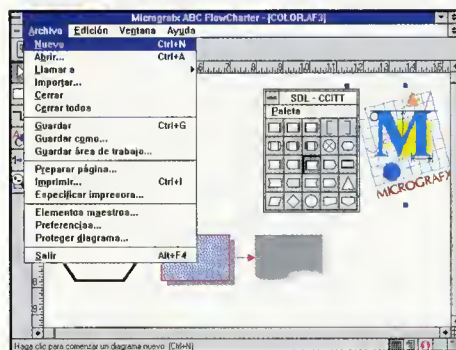 Micrografx ABC FlowCharter - [COLOR.AF3]
Archivo Edición Ventana Ayuda
Nuevo Ctrl+N
Abrir... Ctrl+A
Llamar a
Importar...
Cerrar
Cerrar todos
Guardar Ctrl+G
Guardar como...
Guardar área de trabajo...
Preparar página...
Imprimir... Ctrl+I
Especificar impresora...
Elementos maestros...
Preferencias...
Proteger diagrama...
Salir Alt+F4
SDL - CCITT
Paleta
M
MICROGRAFX
Haga clic para comenzar un diagrama nuevo [Ctrl+N]